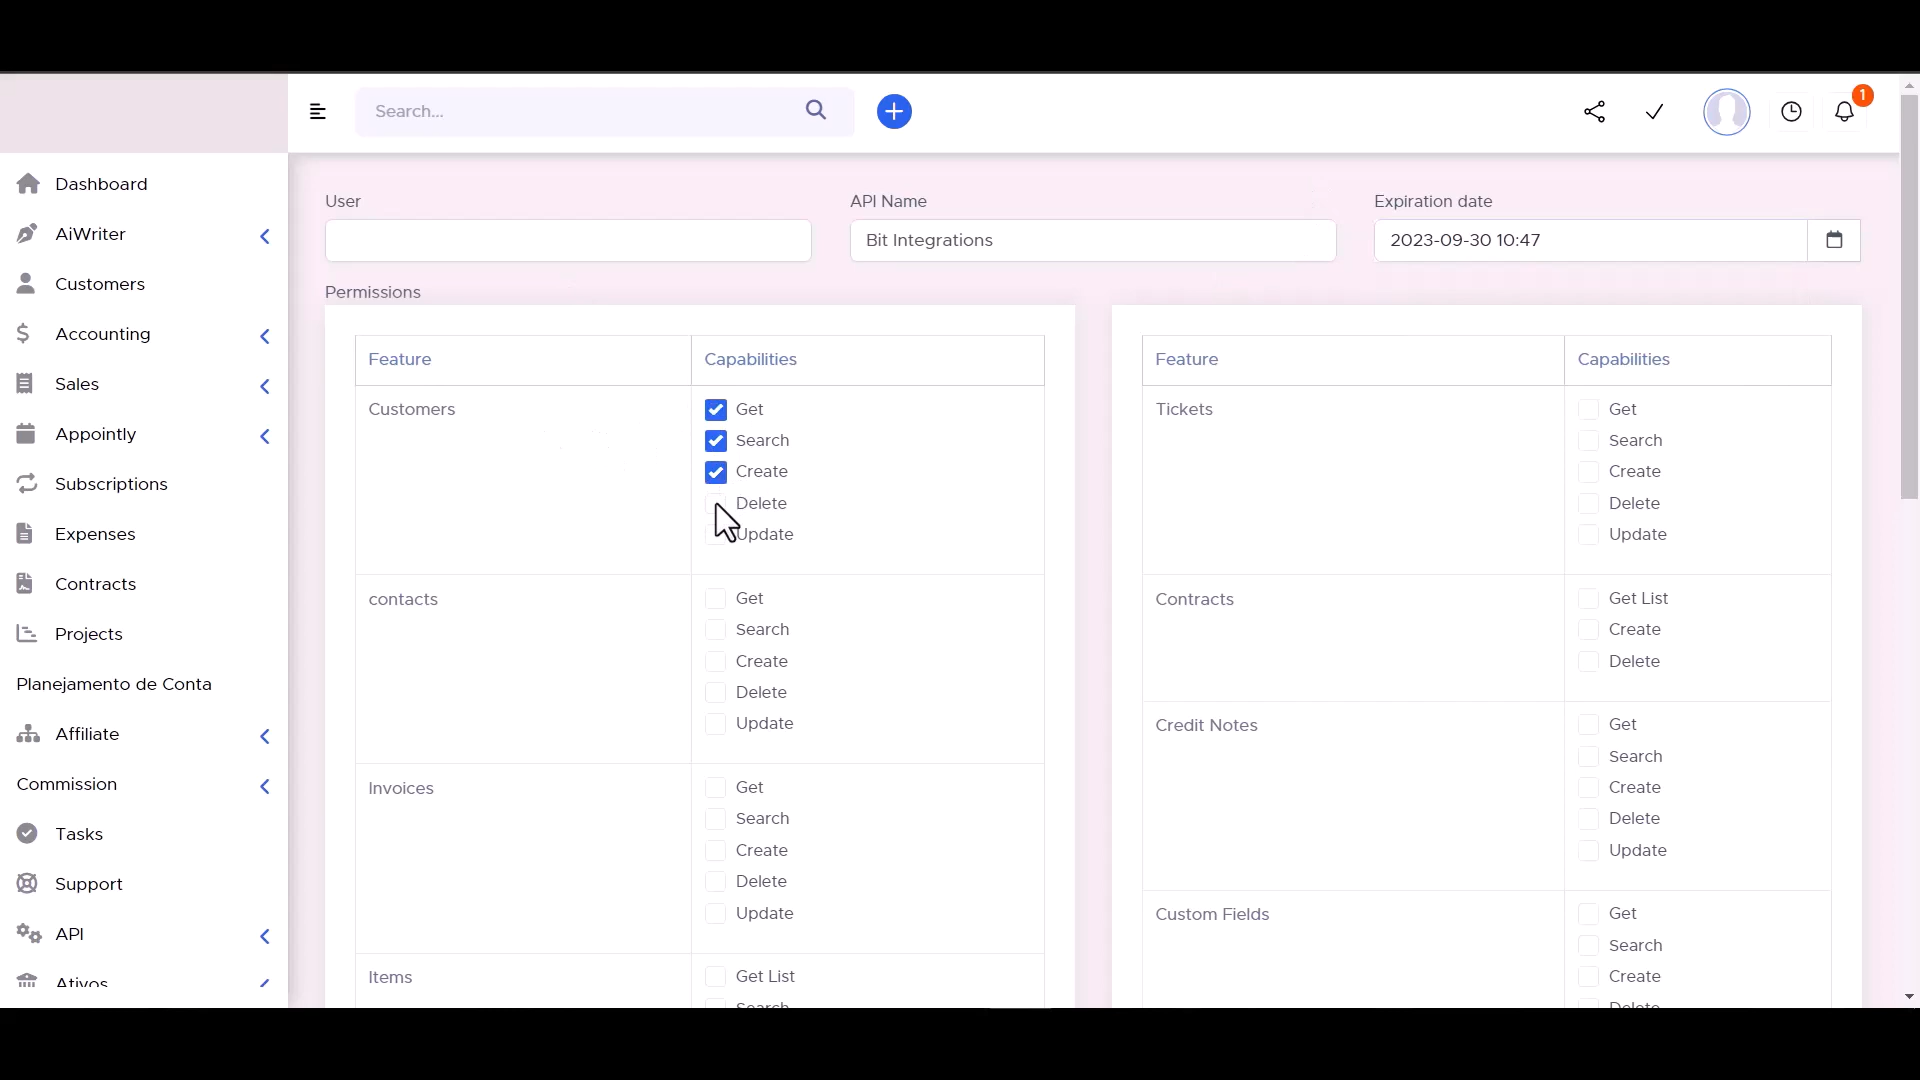 Search...
1
Dashboard
AiWriter
Customers
Accounting
Sales
Appointly
Subscriptions
Expenses
Contracts
Projects
Planejamento de Conta
Affiliate
Commission
Tasks
Support
API
Ativos
User
API Name
Bit Integrations
Expiration date
2023-09-30 10:47
Permissions
Feature Capabilities
Customers Get
Search
Create
Delete
Update
contacts Get
Search
Create
Delete
Update
Invoices Get
Search
Create
Delete
Update
Items Get List
Search
Feature Capabilities
Tickets Get
Search
Create
Delete
Update
Contracts Get List
Create
Delete
Credit Notes Get
Search
Create
Delete
Update
Custom Fields Get
Search
Create
Delete